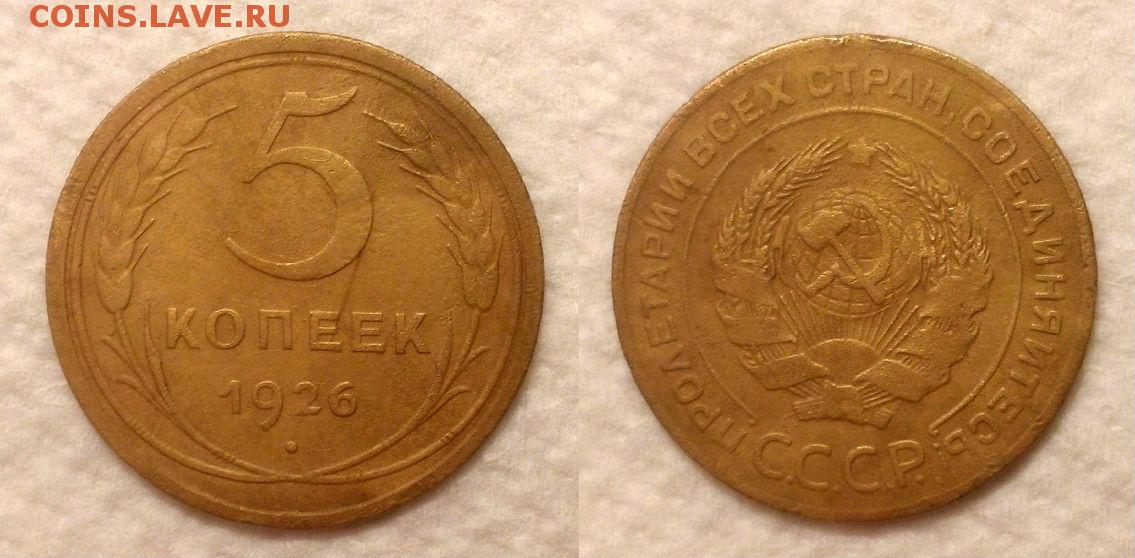 COINS.LAVE.RU
5
КОПЕЕК
1926
ПРОЛЕТАРИИ ВСЕХ СТРАН, СОЕДИНЯЙТЕСЬ!
С.С.С.Р.